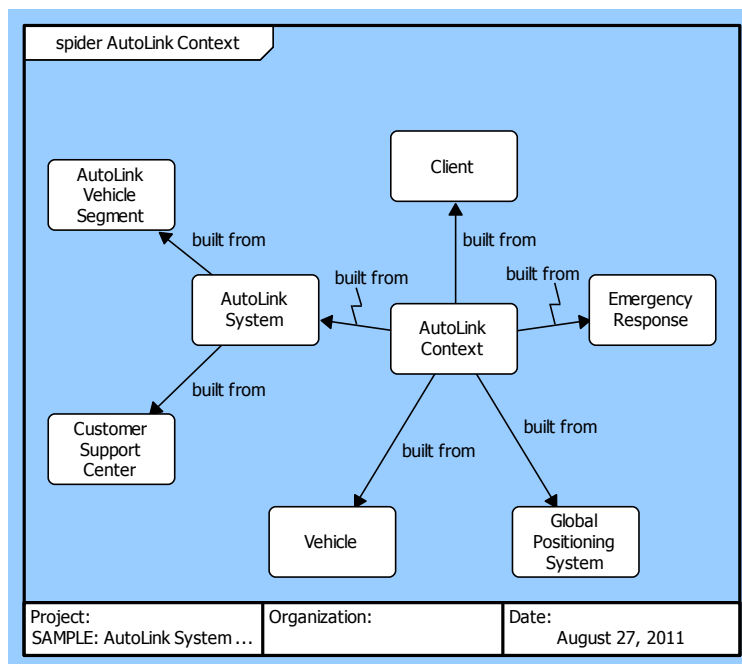 spider AutoLink Context
AutoLink
Vehicle
Segment
Client
built from
built from
built from
built from
AutoLink
System
AutoLink
Context
Emergency
Response
built from
Customer
Support
Center
built from
built from
Vehicle
Global
Positioning
System
Project:
SAMPLE: AutoLink System ...
Organization:
Date:
August 27, 2011